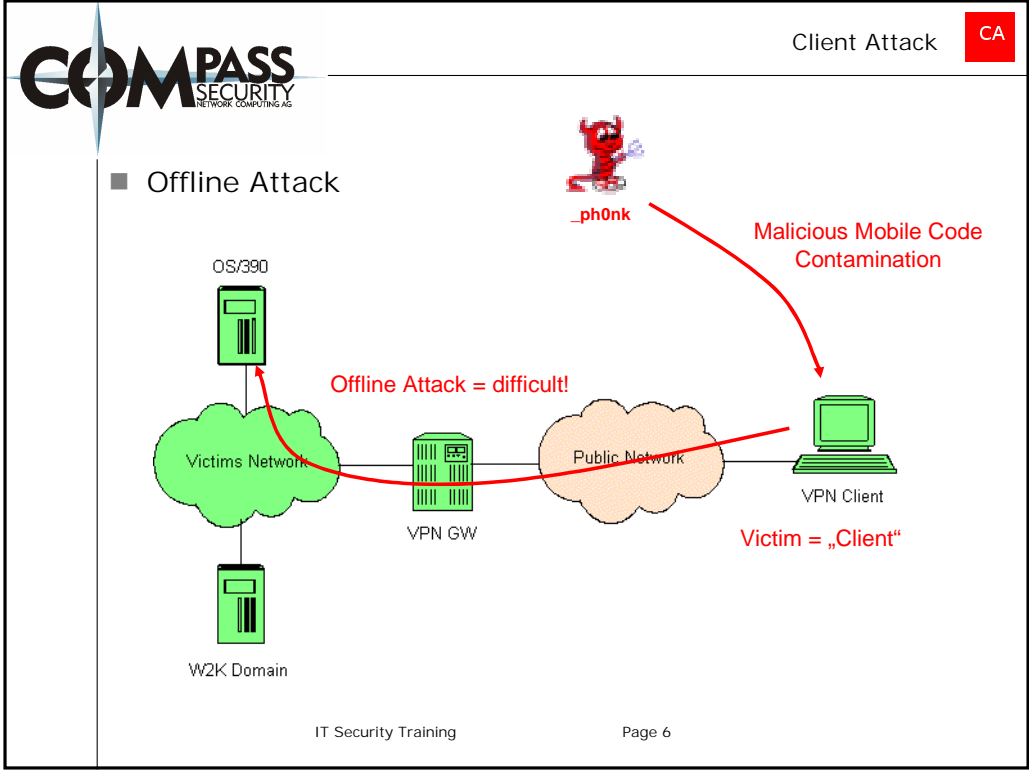 COMPASS
SECURITY
NETWORK COMPUTING AG
Client Attack
CA
Offline Attack
_ph0nk
Malicious Mobile Code
Contamination
OS/390
Offline Attack = difficult!
Victims Network
Public Network
VPN GW
VPN Client
Victim = „Client“
W2K Domain
IT Security Training
Page 6